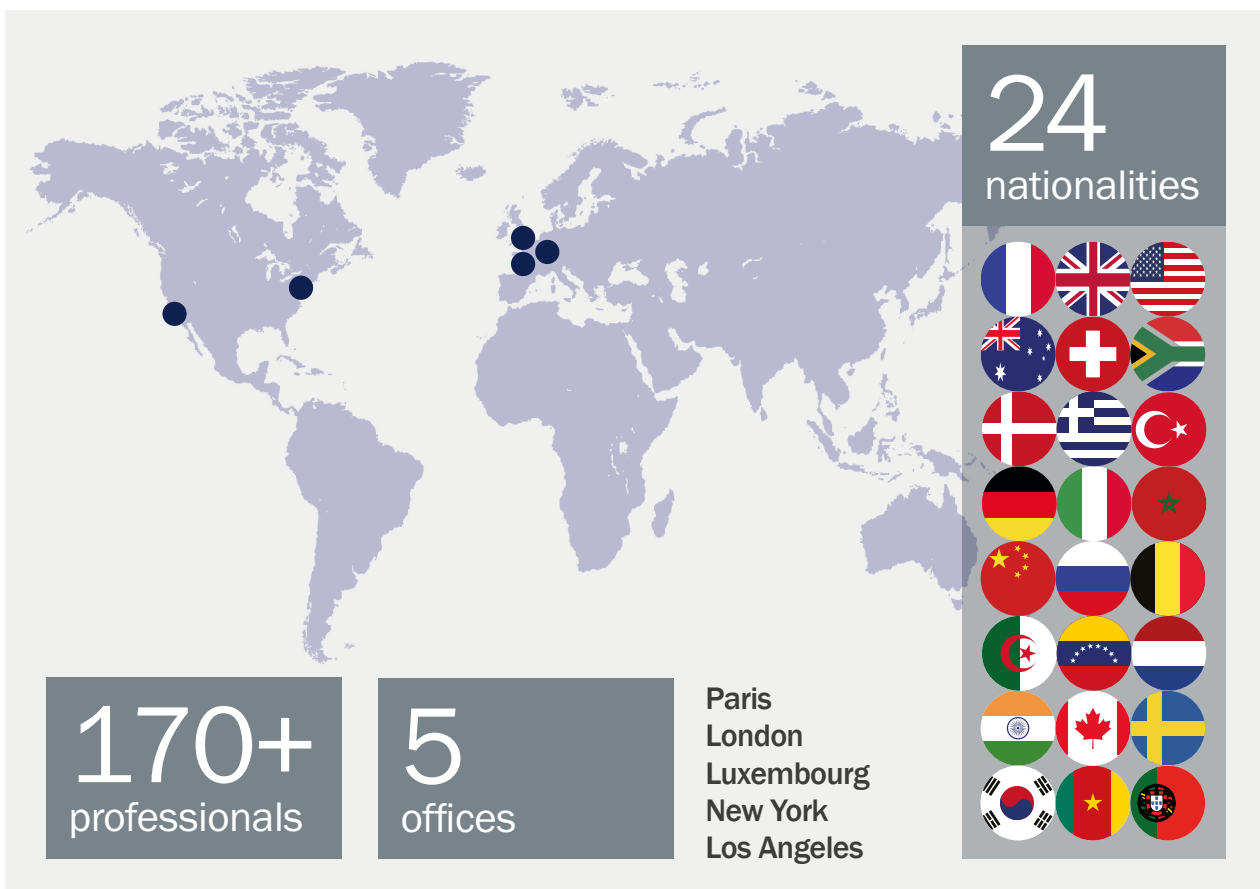 24
nationalities
170+
professionals
5
offices
Paris
London
Luxembourg
New York
Los Angeles